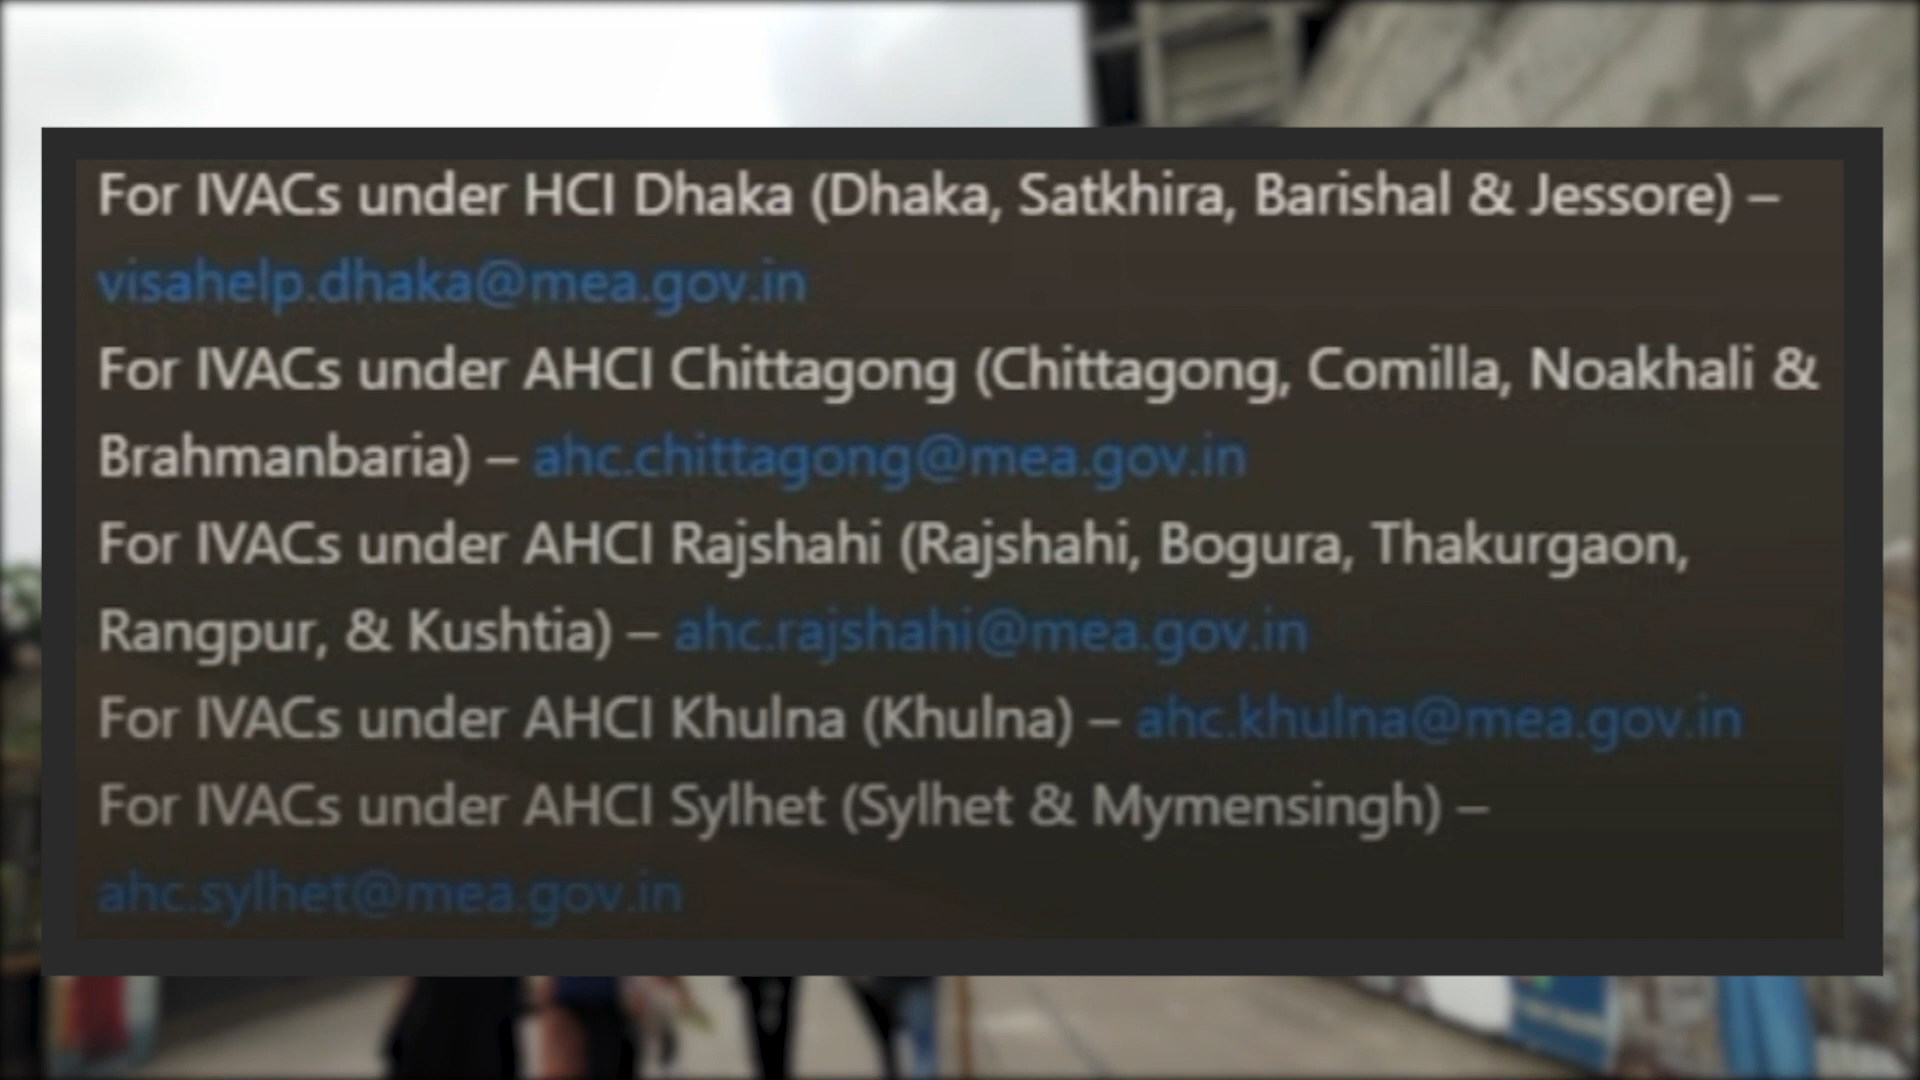 For IVACs under HCI Dhaka (Dhaka, Satkhira, Barishal & Jessore) –
visahelp.dhaka@mea.gov.in
For IVACs under AHCI Chittagong (Chittagong, Comilla, Noakhali &
Brahmanbaria) – ahc.chittagong@mea.gov.in
For IVACs under AHCI Rajshahi (Rajshahi, Bogura, Thakurgaon,
Rangpur, & Kushtia) – ahc.rajshahi@mea.gov.in
For IVACs under AHCI Khulna (Khulna) – ahc.khulna@mea.gov.in
For IVACs under AHCI Sylhet (Sylhet & Mymensingh) –
ahc.sylhet@mea.gov.in